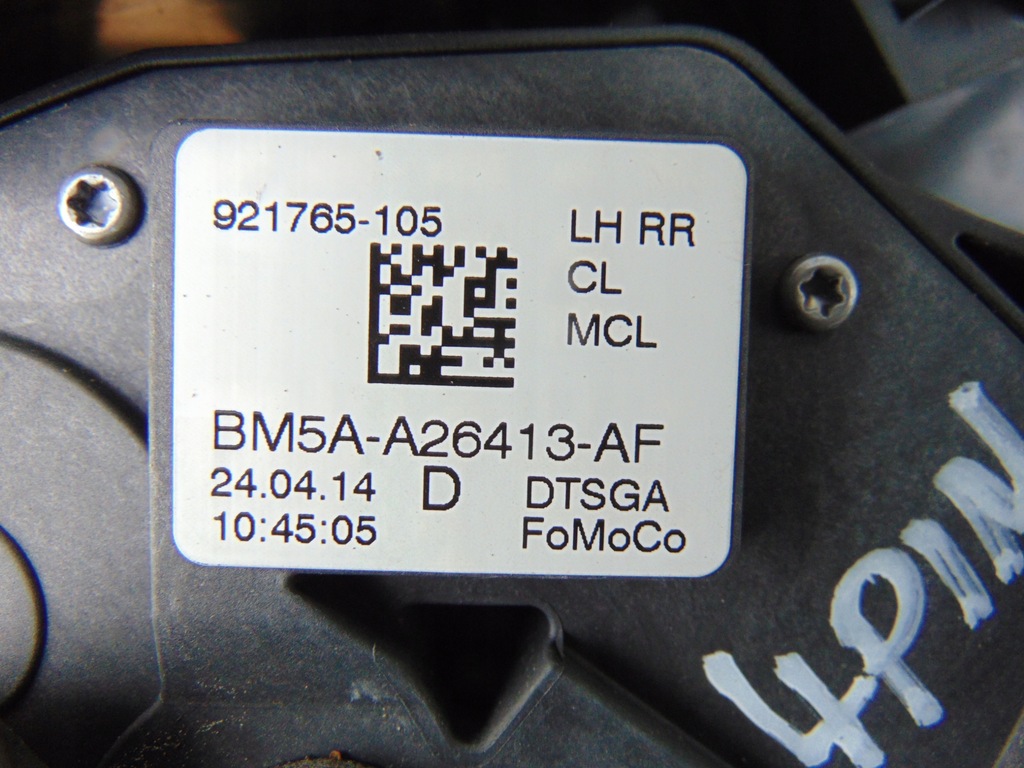 921765-105
LH RR
CL
MCL
BM5A-A26413-AF
24.04.14 D DTSGA
10:45:05 FoMoCo
4PIN